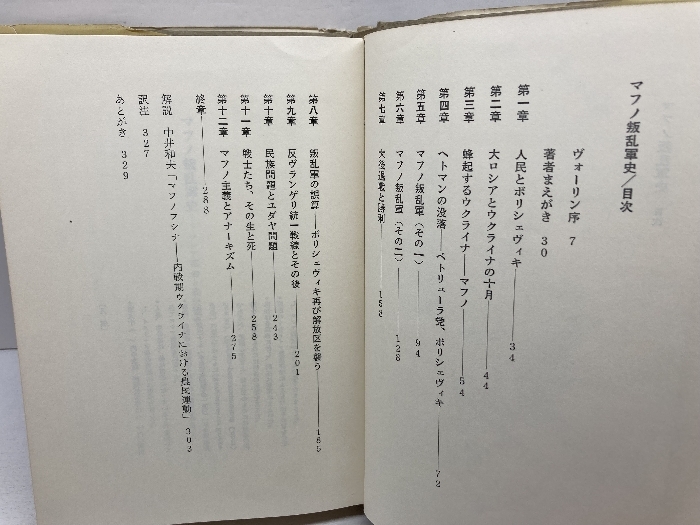 マフノ叛乱軍史/目次
ヴォーリン序 7
著者まえがき 30
第一章 人民とボリシェヴィキ――34
第二章 大ロシアとウクライナの十月――44
第三章 蜂起するウクライナ――マフノ――54
第四章 ヘトマンの没落――ペトリューラ党、ボリシェヴィキ――72
第五章 マフノ叛乱軍(その一)――94
第六章 マフノ叛乱軍(その二)――128
第七章 大後退戦と勝利――158
第八章 叛乱軍の誤算――ボリシェヴィキ再び解放区を襲う――185
第九章 反ヴランゲリ統一戦線とその後――201
第十章 民族問題とユダヤ問題――243
第十一章 戦士たち、その生と死――258
第十二章 マフノ主義とアナーキズム――275
終章――288
解説 中井和夫「マフノフシナ――内戦期ウクライナにおける農民運動」303
訳注 327
あとがき 329